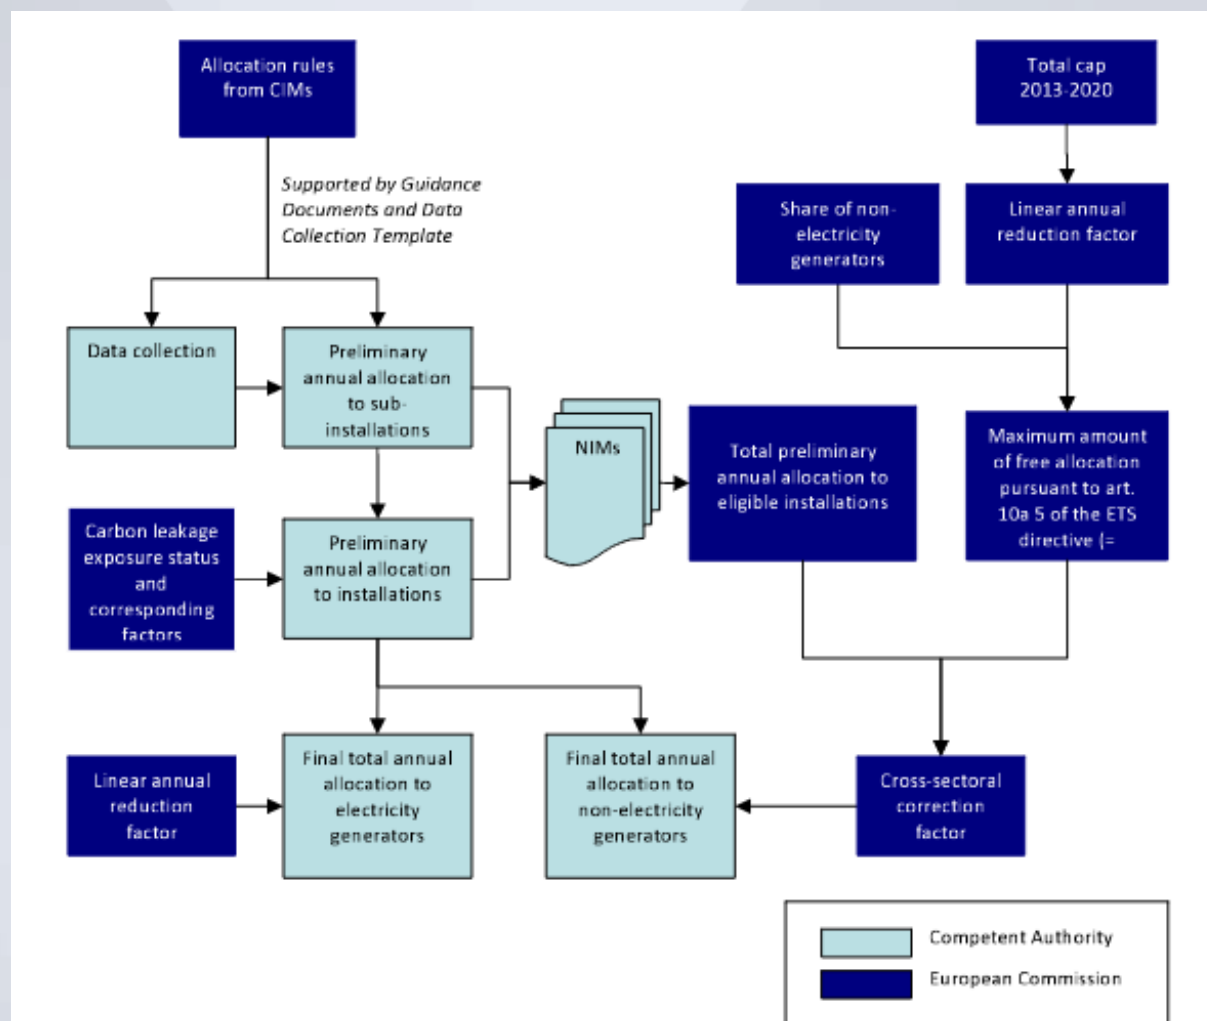 Allocation rules
from CIMs
Total cap
2013-2020
Supported by Guidance
Documents and Data
Collection Template
Share of non-
electricity
generators
Linear annual
reduction factor
Data collection
Preliminary
annual allocation
to sub-
installations
NIMs
Total preliminary
annual allocation to
eligible installations
Maximum amount
of free allocation
pursuant to art.
10a 5 of the ETS
directive (=
Carbon leakage
exposure status
and
corresponding
factors
Preliminary
annual allocation
to installations
Linear annual
reduction
factor
Final total annual
allocation to
electricity
generators
Final total annual
allocation to
non-electricity
generators
Cross-sectoral
correction
factor
Competent Authority
European Commission